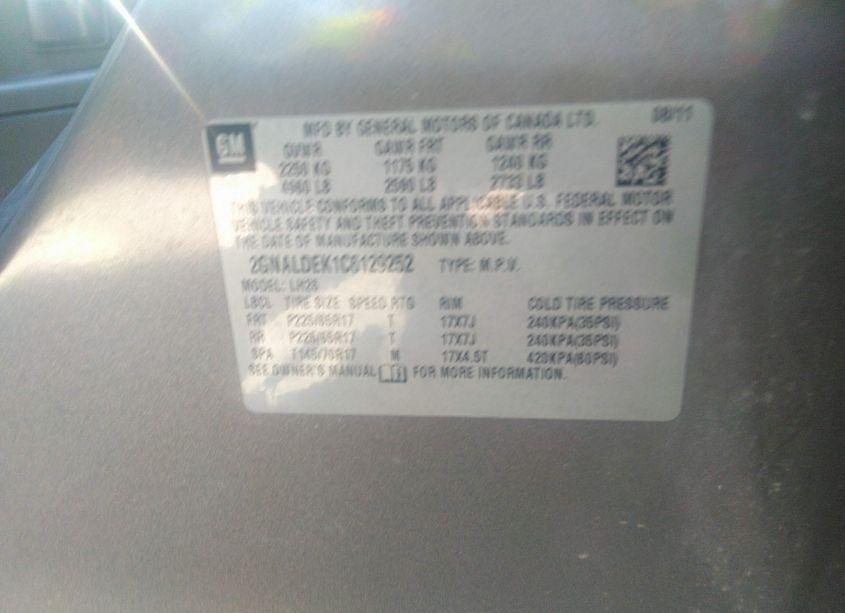 GM
MFD BY GENERAL MOTORS OF CANADA LTD. 08/11
GVWR GAWR FRT GAWR RR
2250 KG 1175 KG 1240 KG
4960 LB 2590 LB 2733 LB
THIS VEHICLE CONFORMS TO ALL APPLICABLE U.S. FEDERAL MOTOR
VEHICLE SAFETY AND THEFT PREVENTION STANDARDS IN EFFECT ON
THE DATE OF MANUFACTURE SHOWN ABOVE.
2GNALDEK1C6129252 TYPE: M.P.V.
MODEL: LH26
LBCL TIRE SIZE SPEED RTG RIM COLD TIRE PRESSURE
FRT P225/65R17 T 17X7J 240KPA(35PSI)
RR P225/65R17 T 17X7J 240KPA(35PSI)
SPA T145/70R17 M 17X4.5T 420KPA(60PSI)
SEE OWNER'S MANUAL FOR MORE INFORMATION.